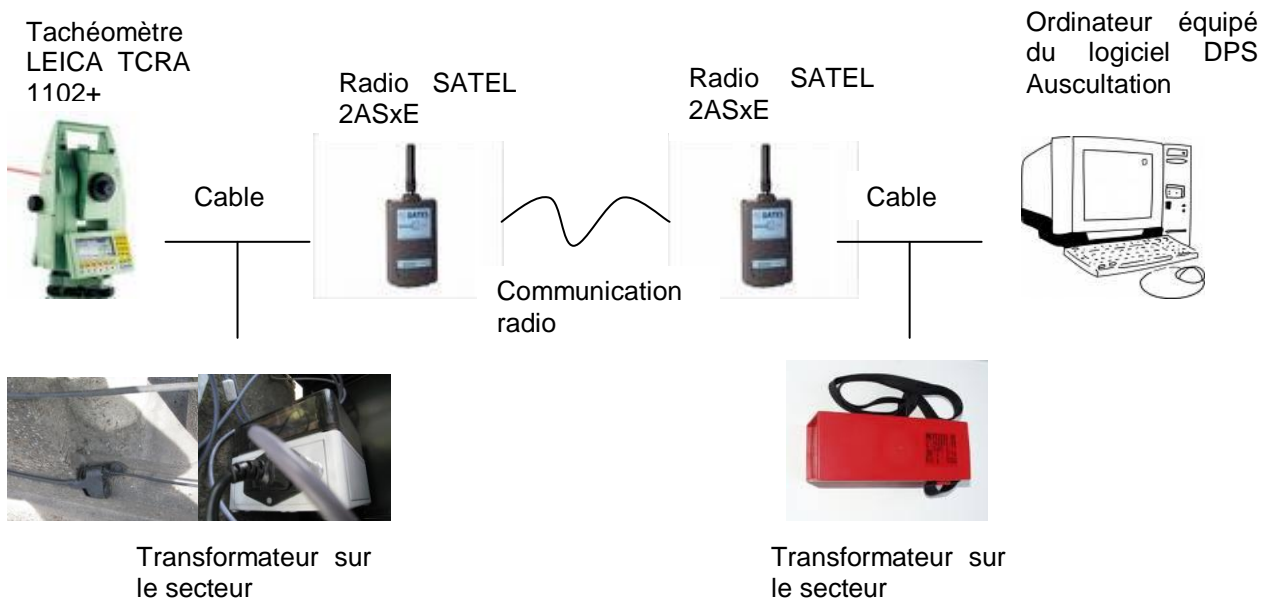 Tachéomètre
LEICA TCRA
1102+
Radio SATEL
2ASxE
Radio SATEL
2ASxE
Ordinateur équipé
du logiciel DPS
Auscultation
Cable
Cable
Communication
radio
Transformateur sur
le secteur
Transformateur sur
le secteur